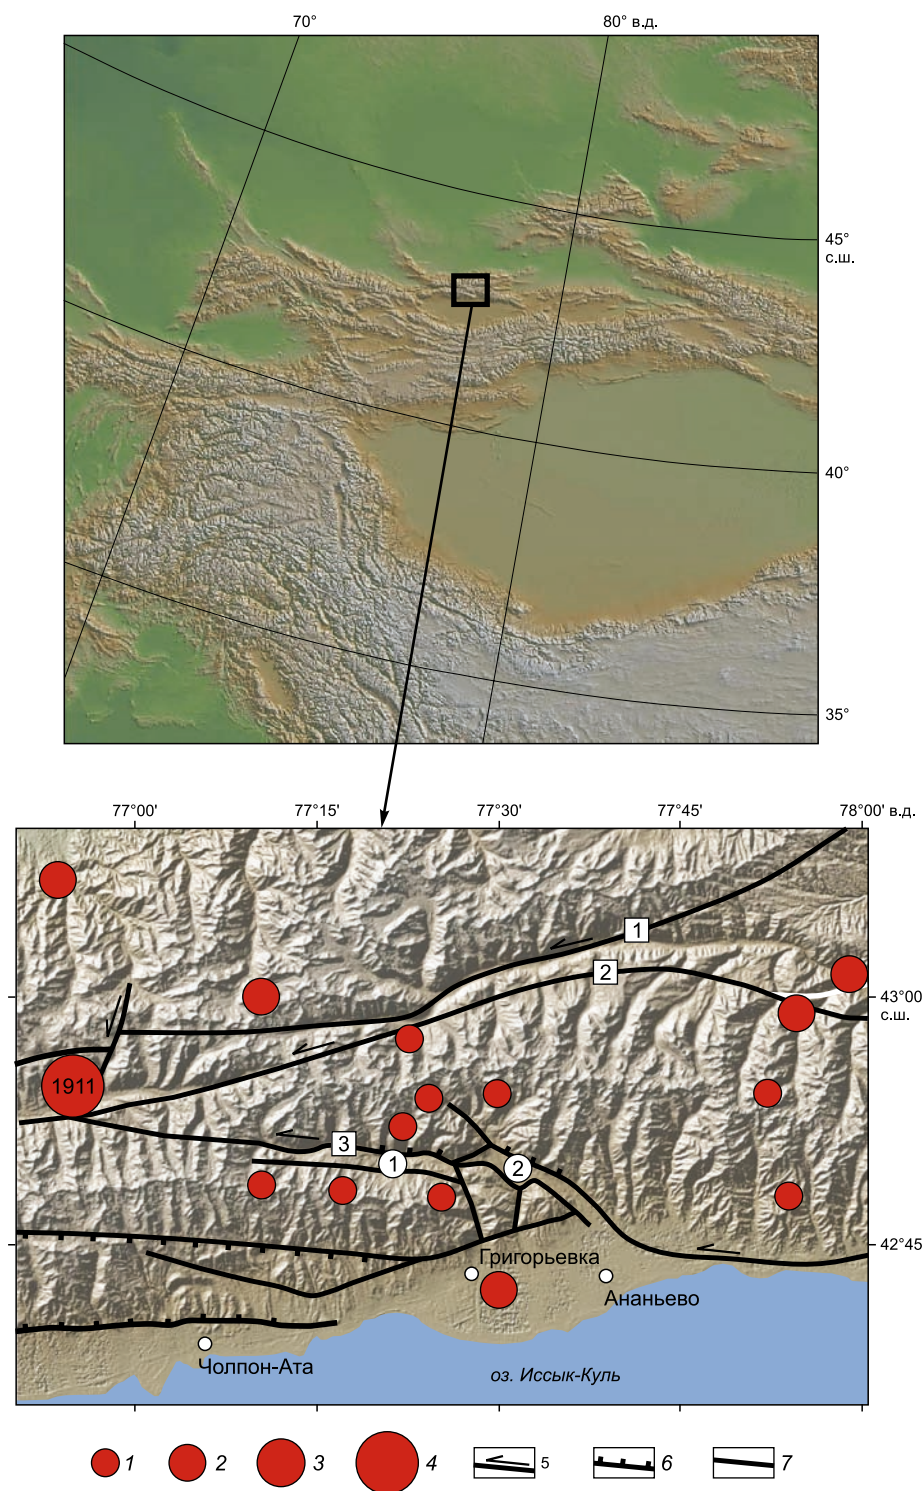 70°
80° в.д.
45°
с.ш.
40°
35°
77°00'
77°15'
77°30'
77°45'
78°00' в.д.
1
2
43°00'
с.ш.
1911
3
1
2
42°45'
Григорьевка
Ананьево
Чолпон-Ата
оз. Иссык-Куль
1
2
3
4
5
6
7